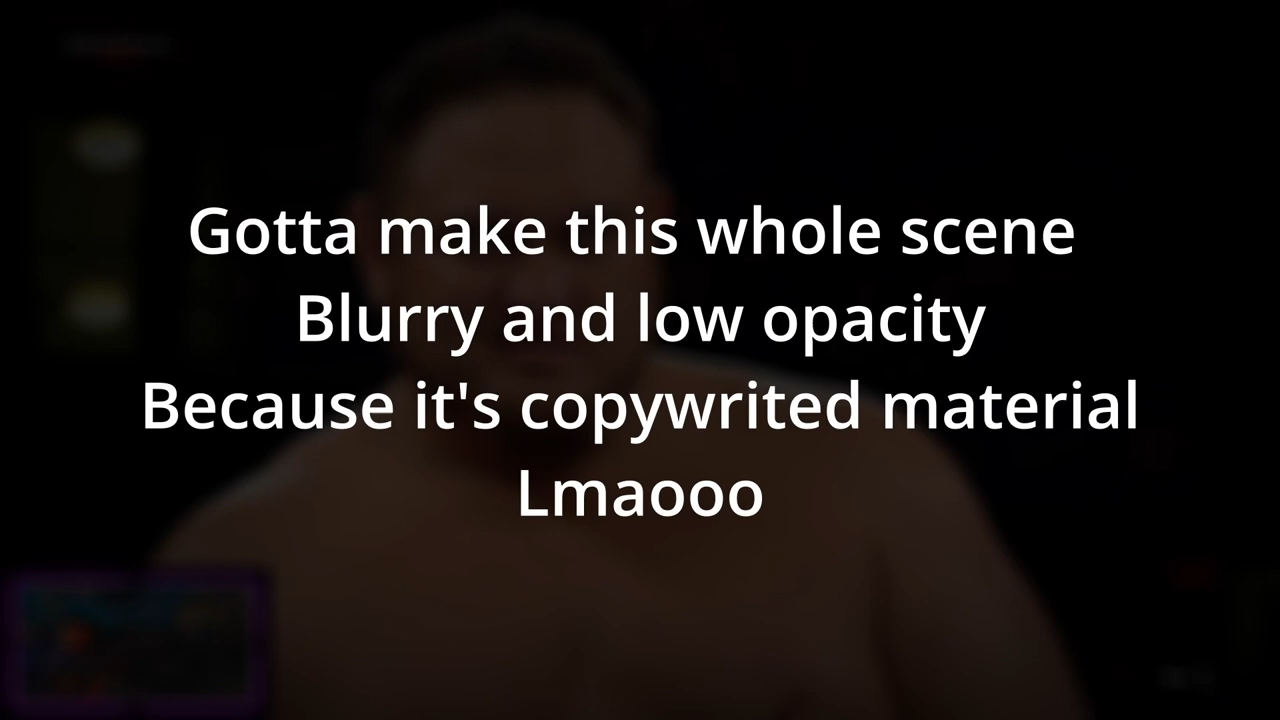 Gotta make this whole scene
Blurry and low opacity
Because it's copywrited material
Lmaooo